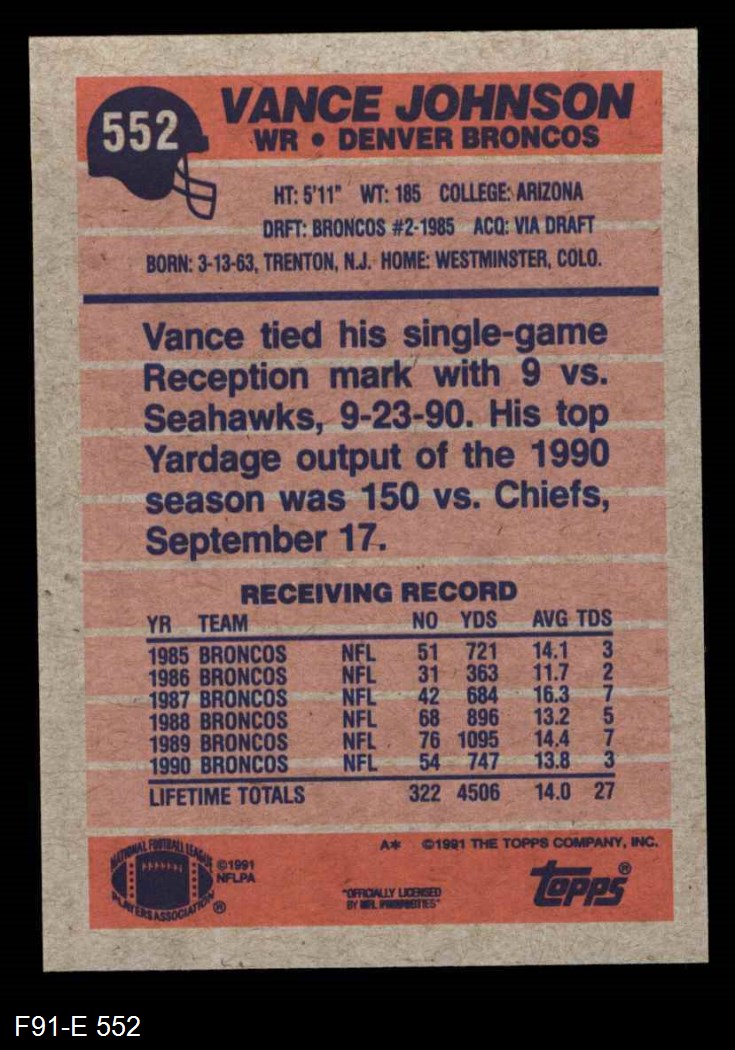 552
VANCE JOHNSON
WR • DENVER BRONCOS
HT: 5'11" WT: 185 COLLEGE: ARIZONA
DRFT: BRONCOS #2-1985 ACQ: VIA DRAFT
BORN: 3-13-63, TRENTON, N.J. HOME: WESTMINSTER, COLO.
Vance tied his single-game
Reception mark with 9 vs.
Seahawks, 9-23-90. His top
Yardage output of the 1990
season was 150 vs. Chiefs,
September 17.
RECEIVING RECORD
YR TEAM NO YDS AVG TDS
1985 BRONCOS NFL 51 721 14.1 3
1986 BRONCOS NFL 31 363 11.7 2
1987 BRONCOS NFL 42 684 16.3 7
1988 BRONCOS NFL 68 896 13.2 5
1989 BRONCOS NFL 76 1095 14.4 7
1990 BRONCOS NFL 54 747 13.8 3
LIFETIME TOTALS 322 4506 14.0 27
A* ©1991 THE TOPPS COMPANY, INC.
NATIONAL FOOTBALL LEAGUE
PLAYERS ASSOCIATION ®
©1991
NFLPA
"OFFICIALLY LICENSED
BY NFL PROPERTIES"
topps®
F91-E 552